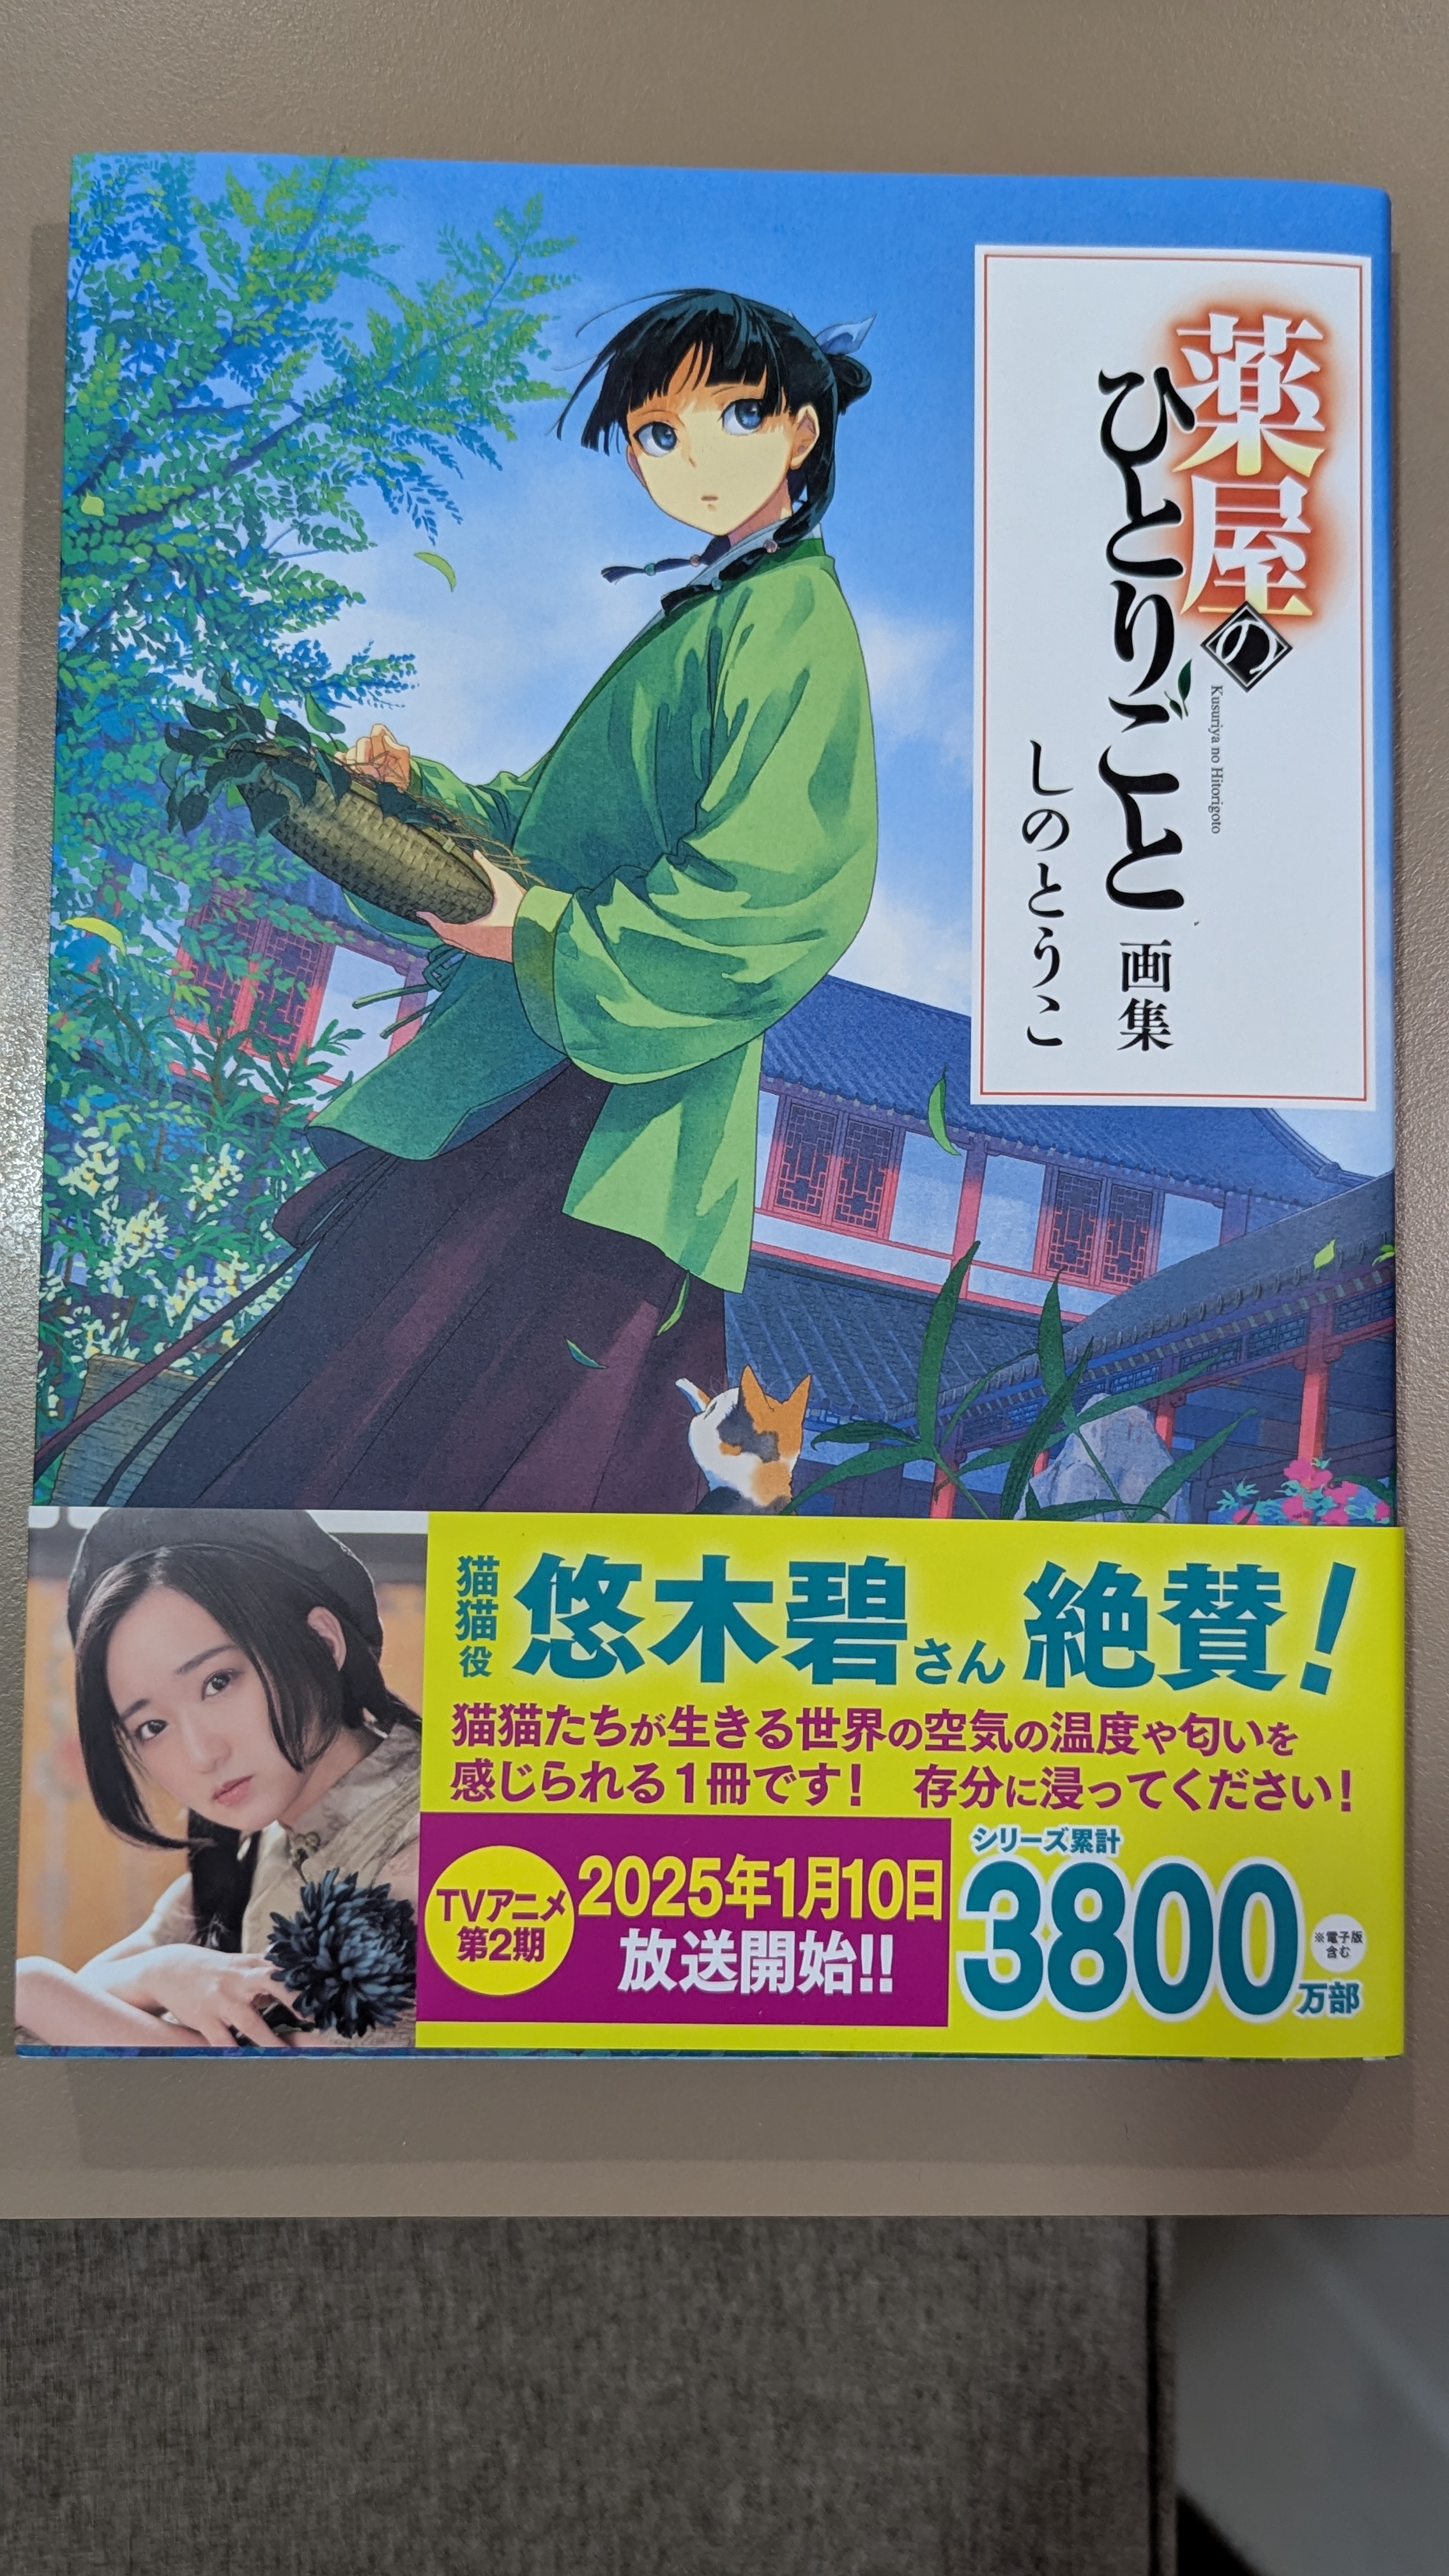 薬屋の
ひとりごと
Kusuriya no Hitorigoto
画集
しのとうこ
猫猫役
悠木碧さん 絶賛!
猫猫たちが生きる世界の空気の温度や匂いを
感じられる1冊です! 存分に浸ってください!
TVアニメ
第2期
2025年1月10日
放送開始!!
シリーズ累計
3800万部
※電子版
含む